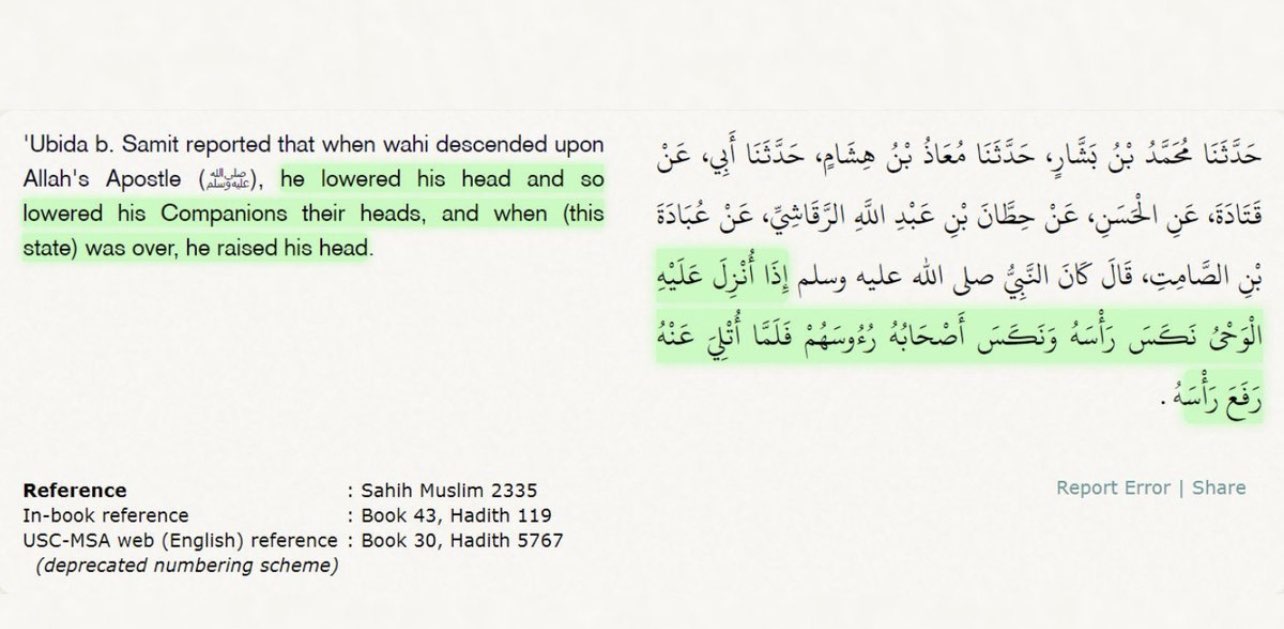 'Ubida b. Samit reported that when wahi descended upon
Allah's Apostle (ﷺ), he lowered his head and so
lowered his Companions their heads, and when (this
state) was over, he raised his head.
حَدَّثَنَا مُحَمَّدُ بْنُ بَشَّارٍ، حَدَّثَنَا مُعَاذُ بْنُ هِشَامٍ، حَدَّثَنَا أَبِي، عَنْ
قَتَادَةَ، عَنِ الْحَسَنِ، عَنْ حِطَّانَ بْنِ عَبْدِ اللَّهِ الرَّقَاشِيِّ، عَنْ عُبَادَةَ
بْنِ الصَّامِتِ، قَالَ كَانَ النَّبِيُّ صلى الله عليه وسلم إِذَا أُنْزِلَ عَلَيْهِ
الْوَحْىُ نَكَسَ رَأْسَهُ وَنَكَسَ أَصْحَابُهُ رُءُوسَهُمْ فَلَمَّا أُتْلِيَ عَنْهُ
رَفَعَ رَأْسَهُ .
Reference : Sahih Muslim 2335
In-book reference : Book 43, Hadith 119
USC-MSA web (English) reference : Book 30, Hadith 5767
(deprecated numbering scheme)
Report Error | Share